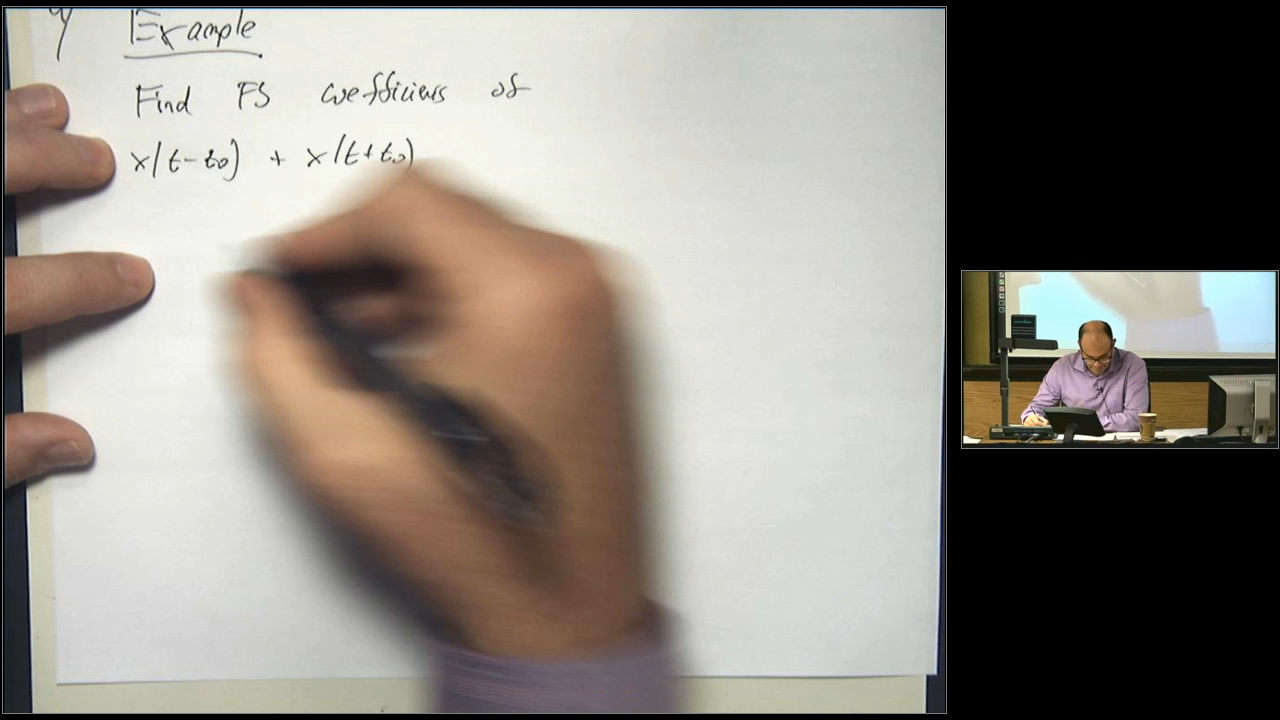 Example
Find FS coefficiens of
x(t-t₀) + x(t+t₀)